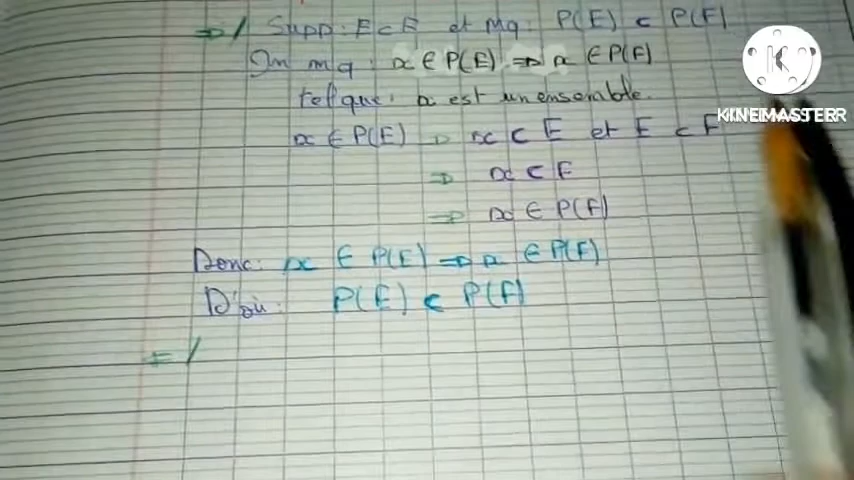 ⇒/ Supp: E⊂F et Mq: P(E) ⊂ P(F)
On mq: x ∈ P(E) ⇒ x ∈ P(F)
tel que: x est un ensemble.
x ∈ P(E) ⇒ x ⊂ E et E ⊂ F
⇒ x ⊂ F
⇒ x ∈ P(F)
Donc: x ∈ P(E) ⇒ x ∈ P(F)
D'où: P(E) ⊂ P(F)
⇐/
K
KINEMASTER